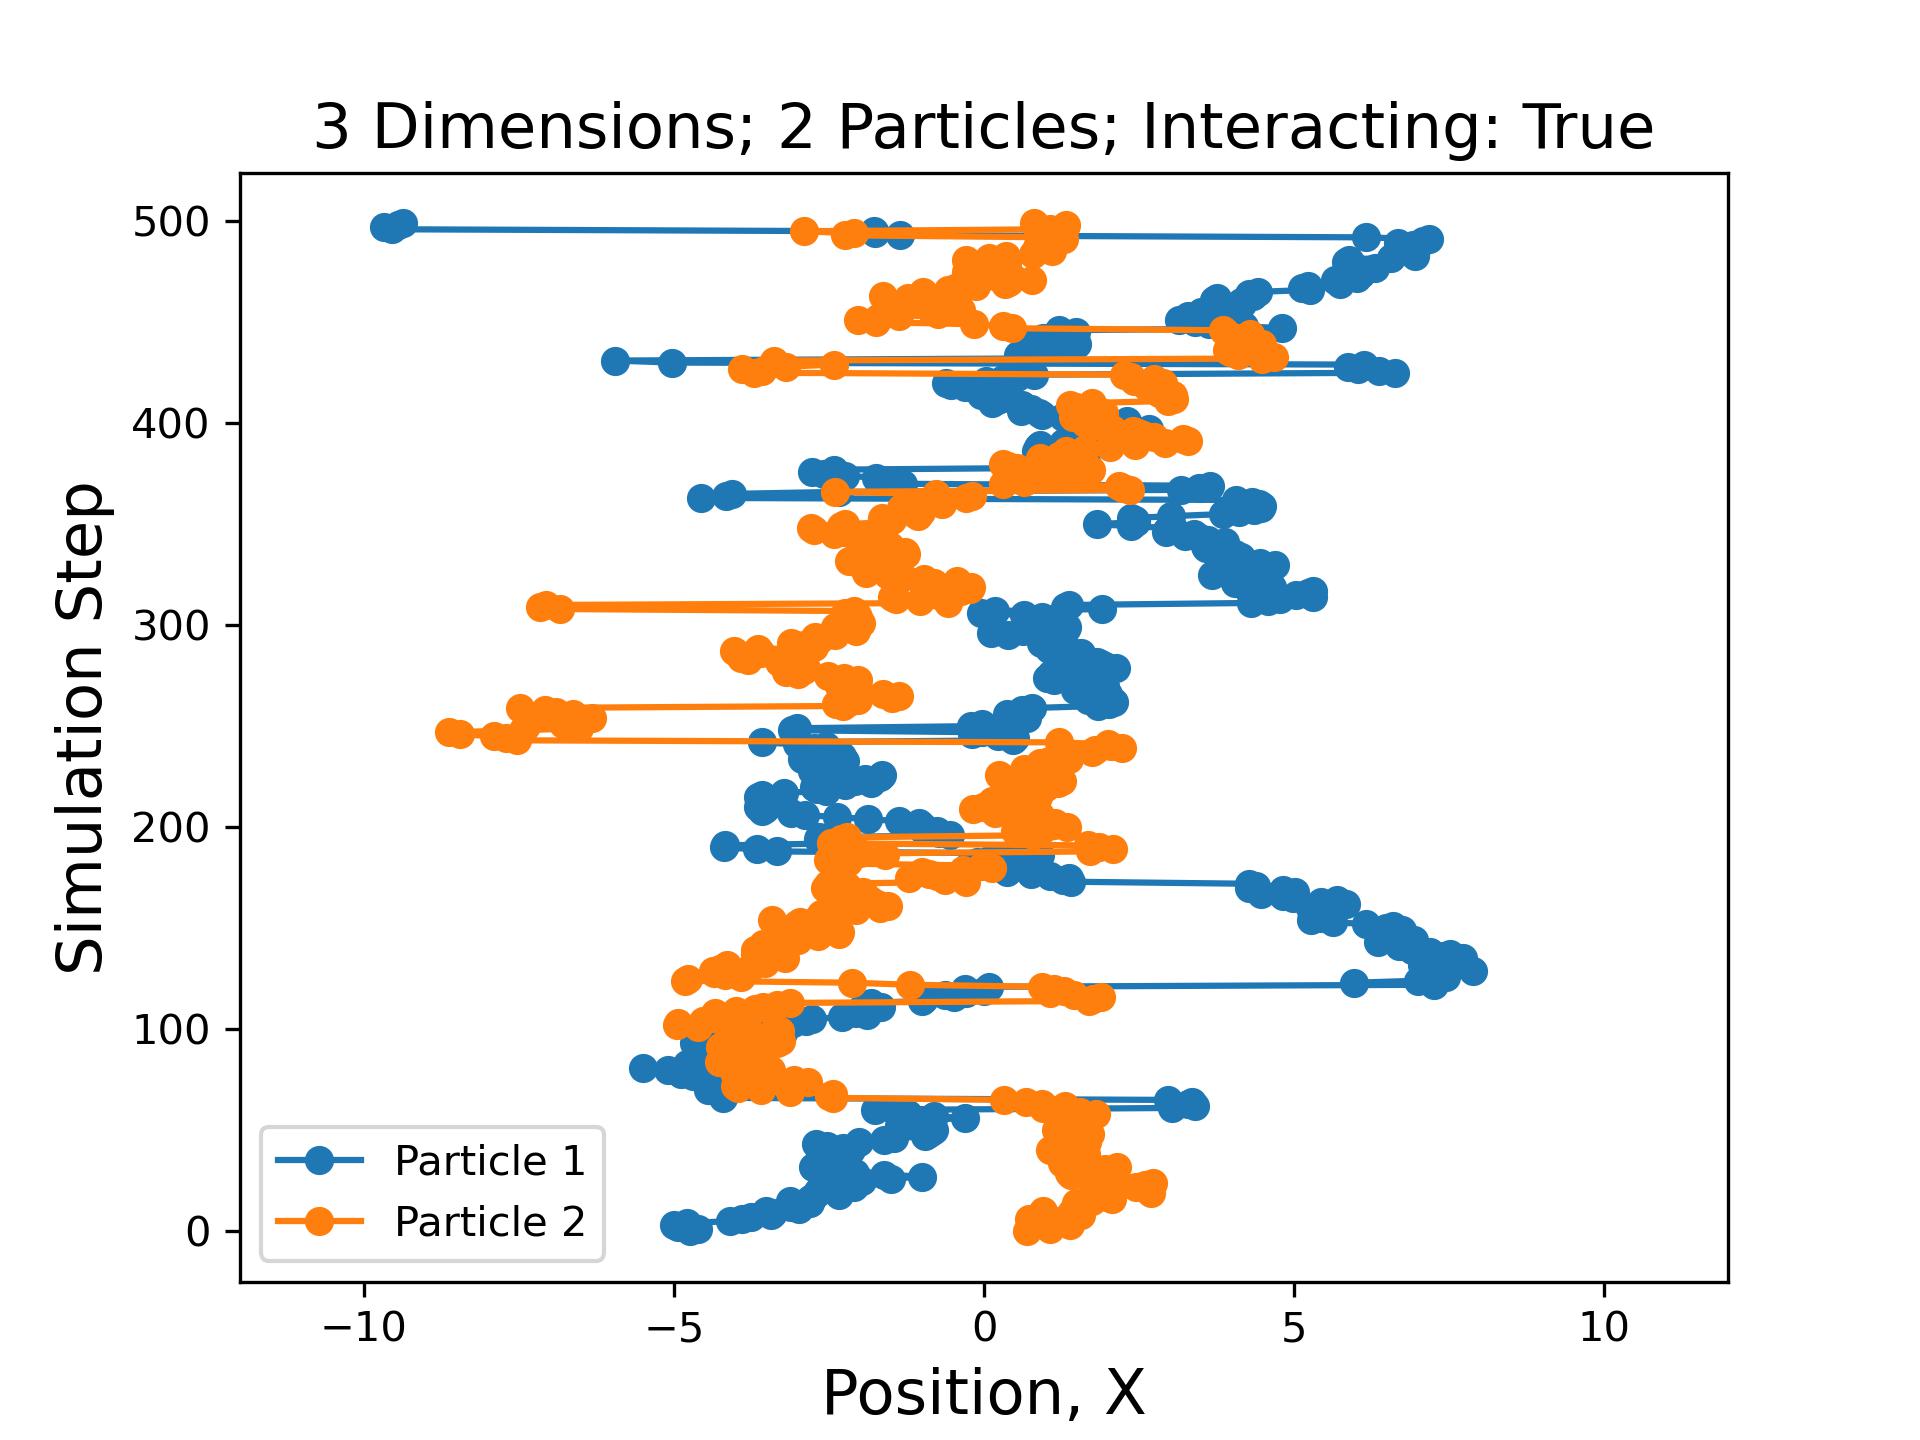 3 Dimensions; 2 Particles; Interacting: True
Simulation Step
500
400
300
200
100
0
Particle 1
Particle 2
−10
−5
0
5
10
Position, X